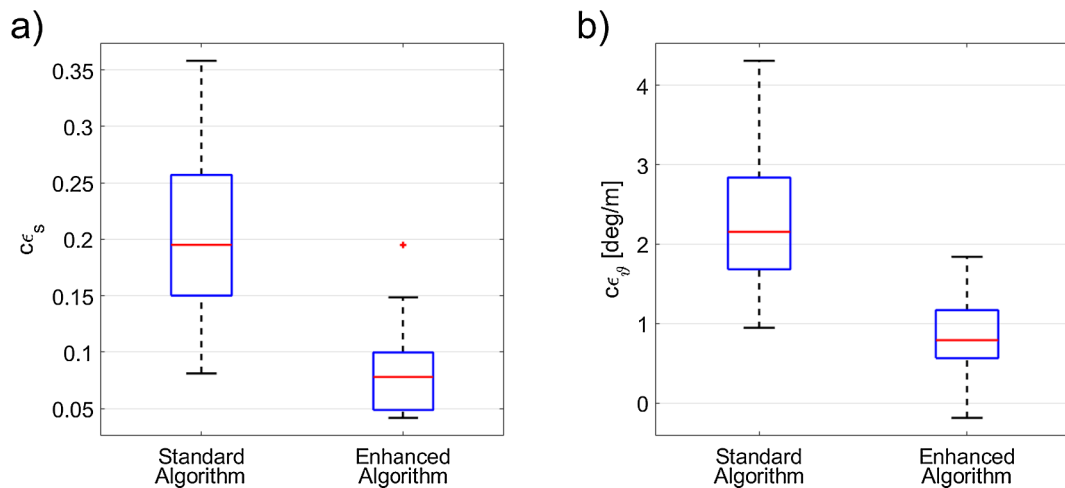 a)
0.35
0.3
0.25
0.2
0.15
0.1
0.05
cϵs
Standard
Algorithm
Enhanced
Algorithm
b)
4
3
2
1
0
cϵϑ [deg/m]
Standard
Algorithm
Enhanced
Algorithm